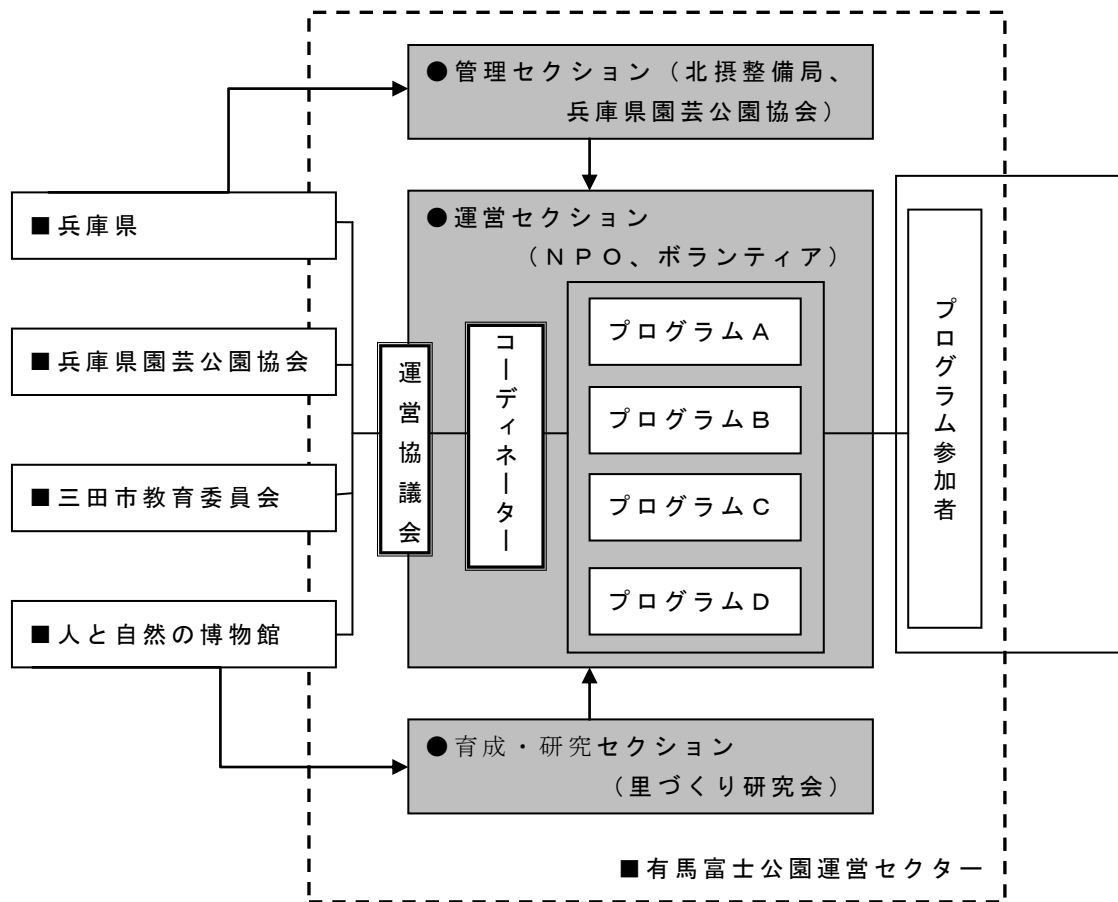 ●管理セクション（北摂整備局、
兵庫県園芸公園協会）
■兵庫県
■兵庫県園芸公園協会
■三田市教育委員会
■人と自然の博物館
●運営セクション
（ＮＰＯ、ボランティア）
運営協議会
コーディネーター
プログラムＡ
プログラムＢ
プログラムＣ
プログラムＤ
プログラム参加者
●育成・研究セクション
（里づくり研究会）
■有馬富士公園運営セクター